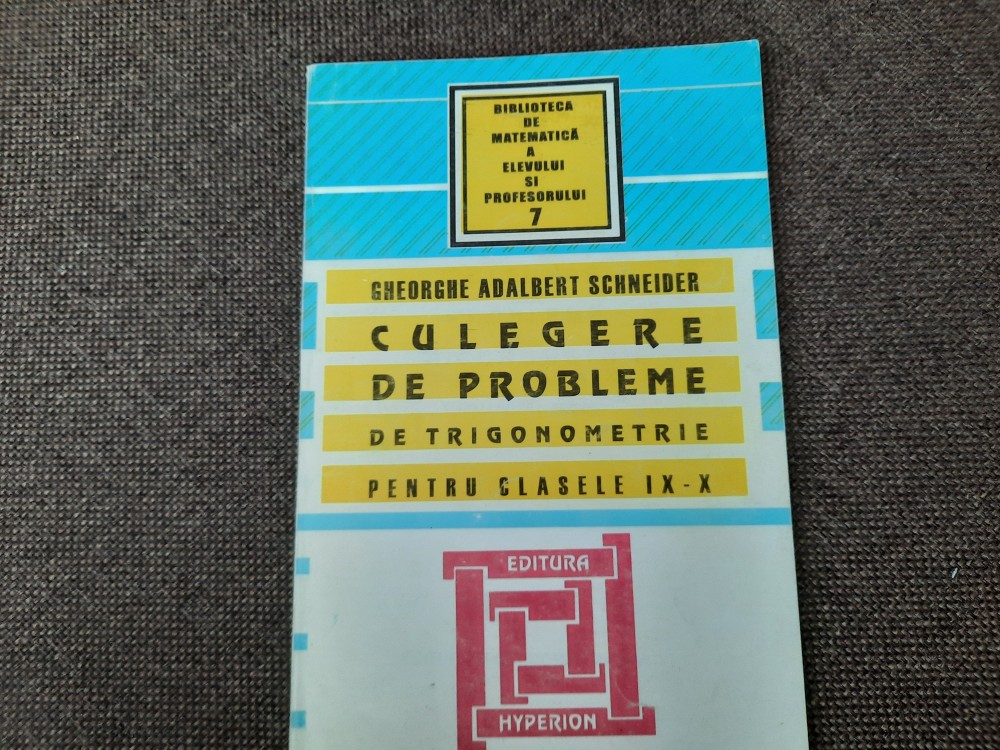 BIBLIOTECA
DE
MATEMATICĂ
A
ELEVULUI
SI
PROFESORULUI
7
GHEORGHE ADALBERT SCHNEIDER
CULEGERE
DE PROBLEME
DE TRIGONOMETRIE
PENTRU CLASELE IX-X
EDITURA
HYPERION